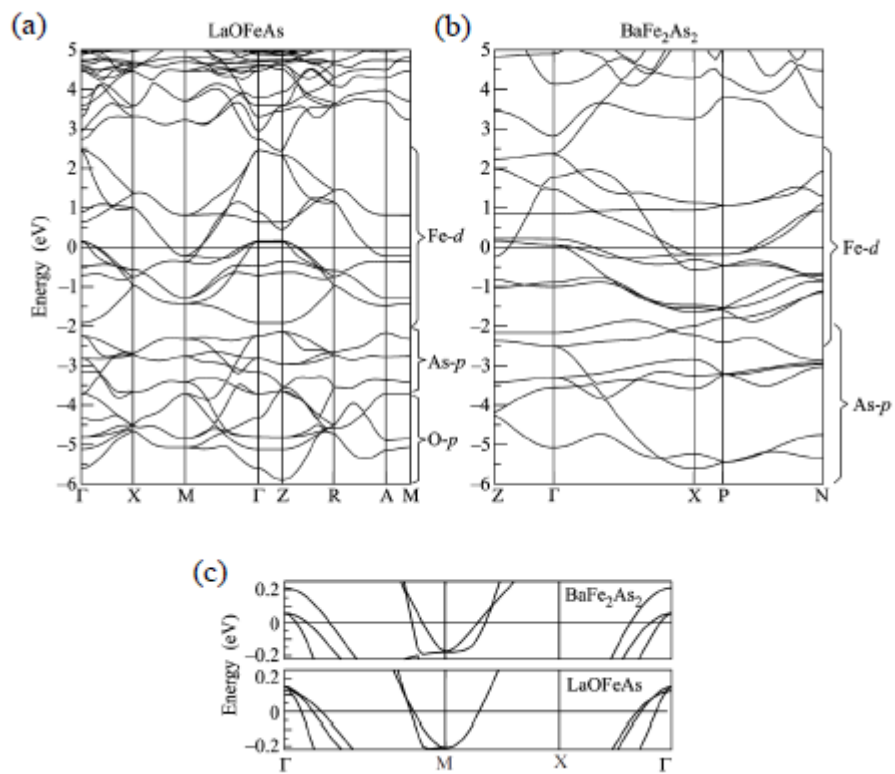 (a)
LaOFeAs
5
4
3
2
1
0
–1
–2
–3
–4
–5
–6
Energy (eV)
Γ X M Γ Z R A M
Fe-d
As-p
O-p
(b)
BaFe₂As₂
5
4
3
2
1
0
–1
–2
–3
–4
–5
–6
Z Γ X P N
Fe-d
As-p
(c)
BaFe₂As₂
0.2
0
–0.2
LaOFeAs
0.2
0
–0.2
Energy (eV)
Γ M X Γ